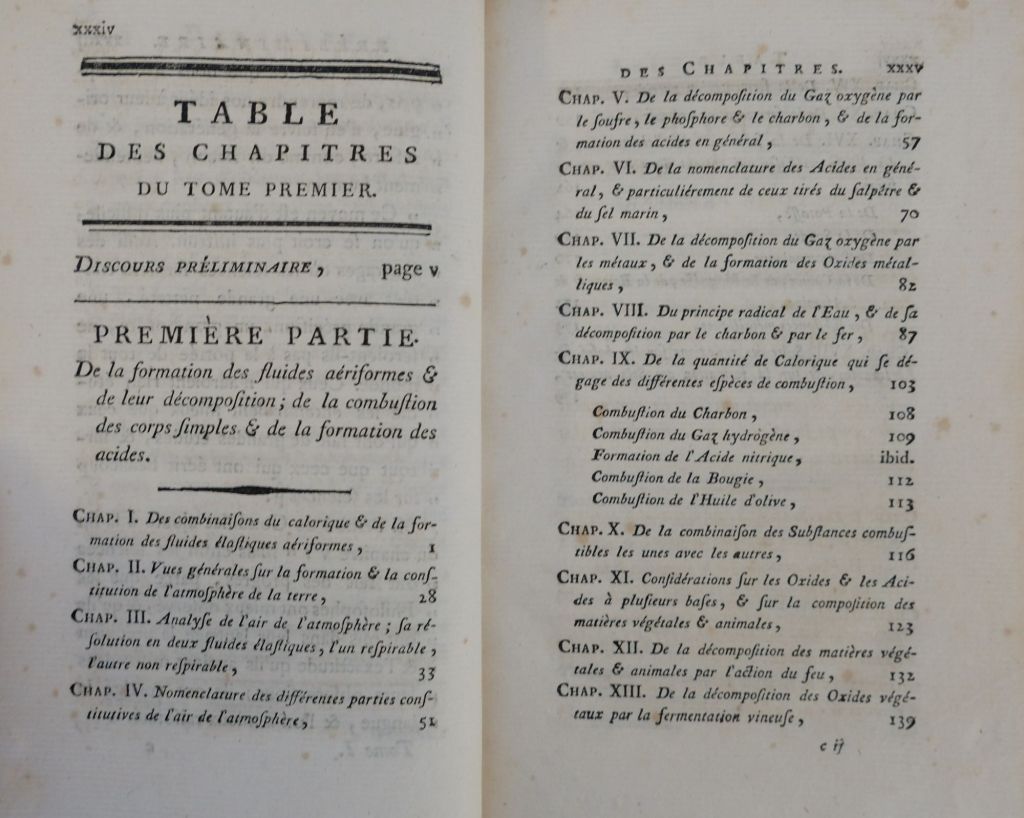 xxxiv
TABLE
DES CHAPITRES
DU TOME PREMIER.
DISCOURS PRÉLIMINAIRE, page v
PREMIÈRE PARTIE.
De la formation des fluides aériformes &
de leur décompoſition; de la combuſtion
des corps ſimples & de la formation des
acides.
CHAP. I. Des combinaiſons du calorique & de la for-
mation des fluides élaſtiques aériformes, 1
CHAP. II. Vues générales ſur la formation & la conſ-
titution de l'atmoſphère de la terre, 28
CHAP. III. Analyſe de l'air de l'atmoſphère; ſa ré-
ſolution en deux fluides élaſtiques, l'un reſpirable,
l'autre non reſpirable, 33
CHAP. IV. Nomenclature des différentes parties conſ-
titutives de l'air de l'atmoſphère, 51
Tome I. c
DES CHAPITRES. xxxv
CHAP. V. De la décompoſition du Gaz oxygène par
le ſoufre, le phoſphore & le charbon, & de la for-
mation des acides en général, 57
CHAP. VI. De la nomenclature des Acides en géné-
ral, & particuliérement de ceux tirés du ſalpêtre &
du ſel marin, 70
CHAP. VII. De la décompoſition du Gaz oxygène par
les métaux, & de la formation des Oxides métal-
liques, 82
CHAP. VIII. Du principe radical de l'Eau, & de ſa
décompoſition par le charbon & par le fer, 87
CHAP. IX. De la quantité de Calorique qui ſe dé-
gage des différentes eſpèces de combuſtion, 103
Combuſtion du Charbon, 108
Combuſtion du Gaz hydrogène, 109
Formation de l'Acide nitrique, ibid.
Combuſtion de la Bougie, 112
Combuſtion de l'Huile d'olive, 113
CHAP. X. De la combinaiſon des Subſtances combuſ-
tibles les unes avec les autres, 116
CHAP. XI. Conſidérations ſur les Oxides & les Aci-
des à pluſieurs baſes, & ſur la compoſition des
matières végétales & animales, 123
CHAP. XII. De la décompoſition des matières végé-
tales & animales par l'action du feu, 132
CHAP. XIII. De la décompoſition des Oxides végé-
taux par la fermentation vineuſe, 139
c ij